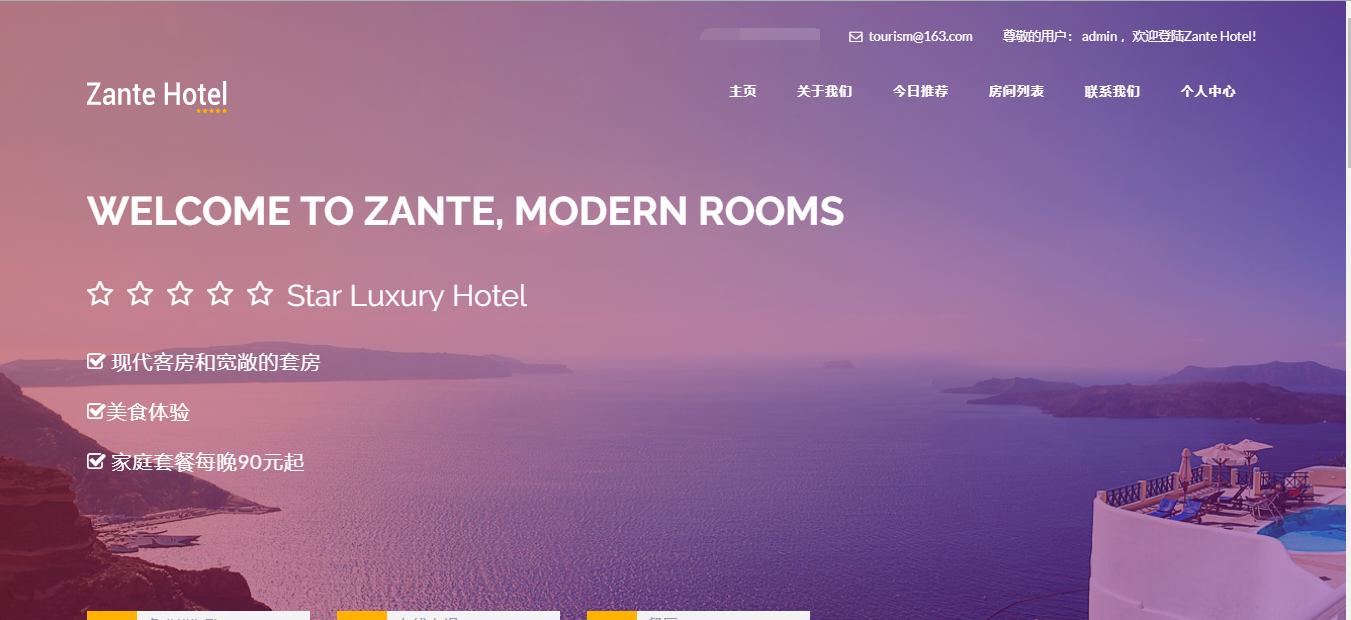 tourism@163.com
尊敬的用户： admin ，欢迎登陆Zante Hotel!
Zante Hotel
主页
关于我们
今日推荐
房间列表
联系我们
个人中心
WELCOME TO ZANTE, MODERN ROOMS
Star Luxury Hotel
现代客房和宽敞的套房
美食体验
家庭套餐每晚90元起